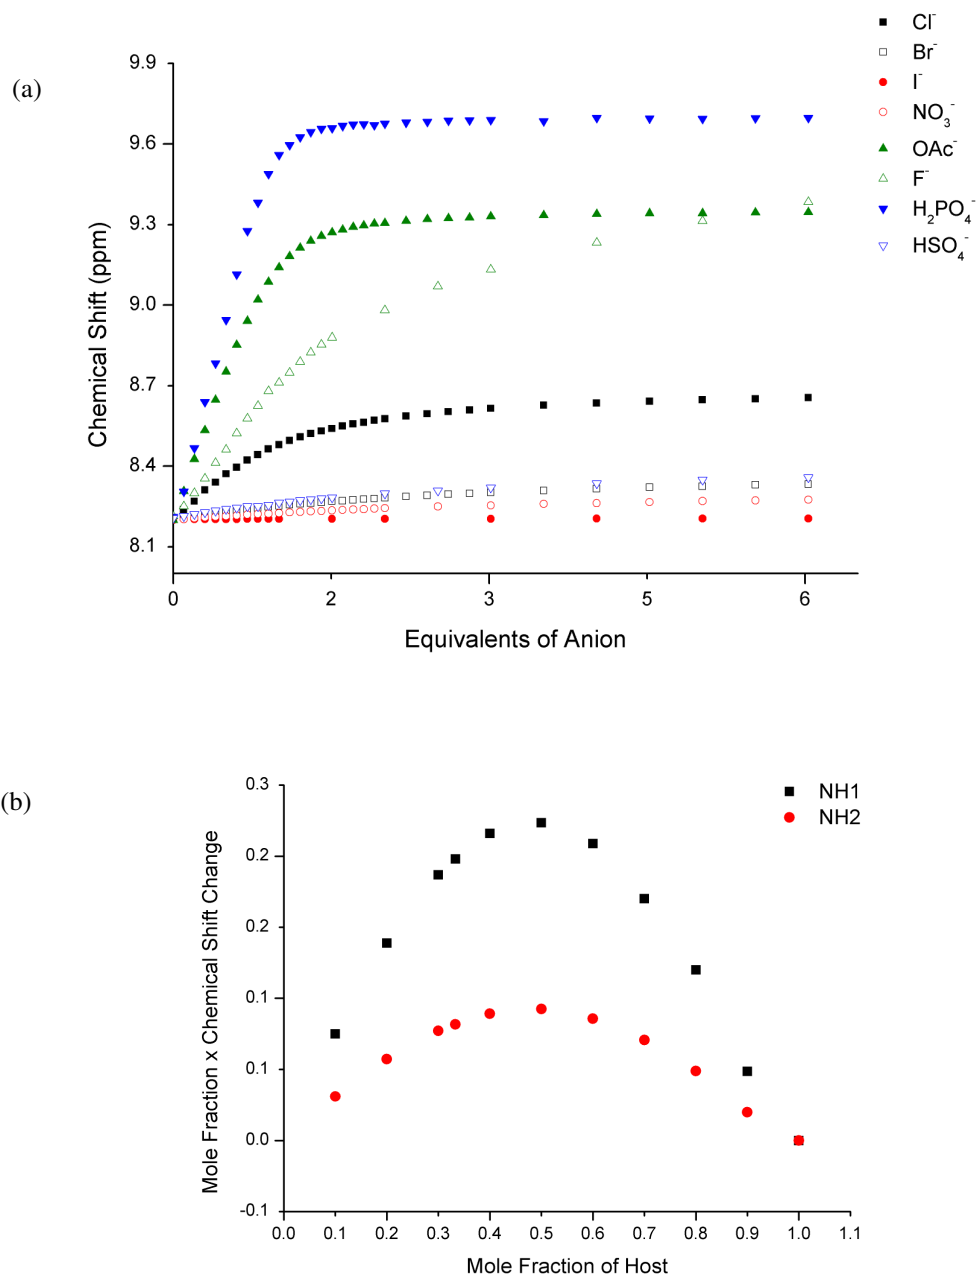 (a)
Cl⁻
Br⁻
I⁻
NO₃⁻
OAc⁻
F⁻
H₂PO₄⁻
HSO₄⁻
9.9
9.6
9.3
9.0
8.7
8.4
8.1
Chemical Shift (ppm)
0 2 3 5 6
Equivalents of Anion
(b)
NH1
NH2
0.3
0.2
0.2
0.1
0.1
0.0
-0.1
Mole Fraction x Chemical Shift Change
0.0 0.1 0.2 0.3 0.4 0.5 0.6 0.7 0.8 0.9 1.0 1.1
Mole Fraction of Host